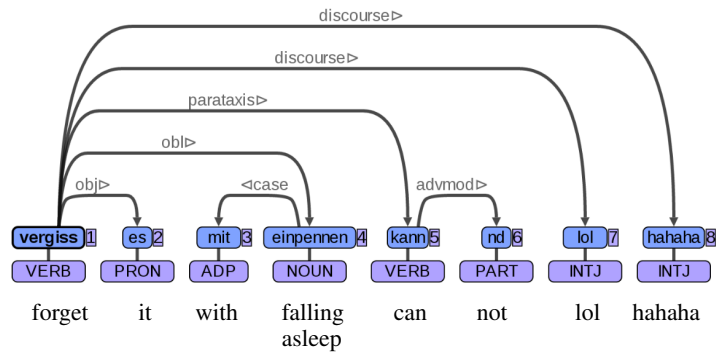 discourse⊳
discourse⊳
parataxis⊳
obl⊳
obj⊳ ⊲case advmod⊳
vergiss 1 es 2 mit 3 einpennen 4 kann 5 nd 6 lol 7 hahaha 8
VERB PRON ADP NOUN VERB PART INTJ INTJ
forget it with falling can not lol hahaha
asleep